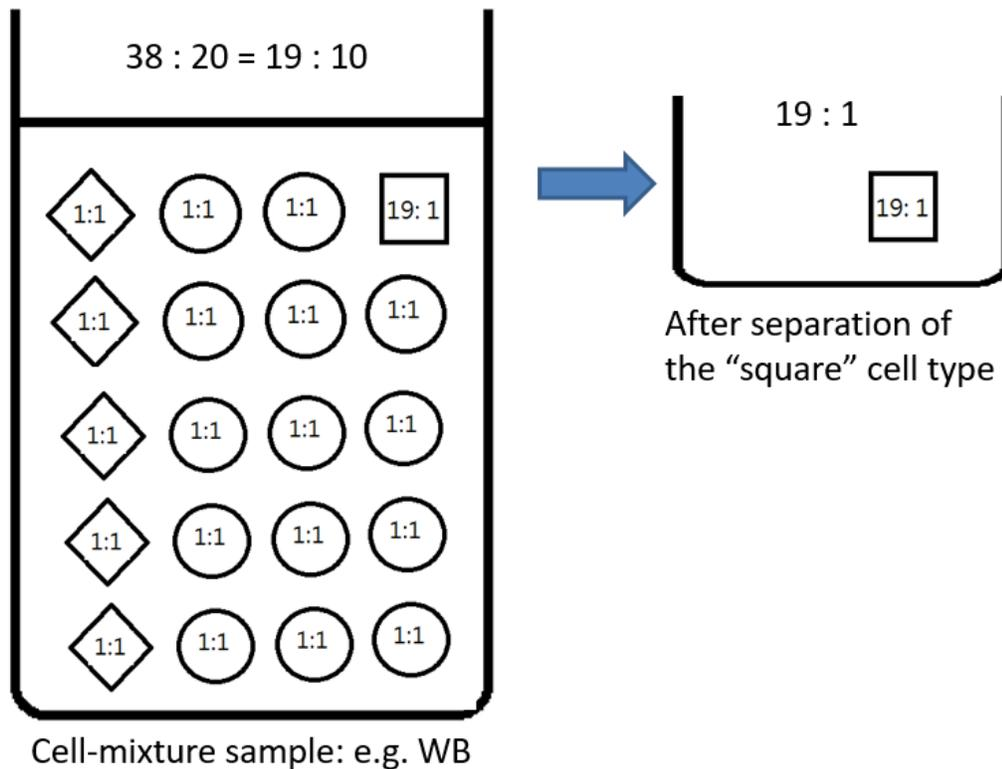 38 : 20 = 19 : 10
19 : 1
1:1 1:1 1:1 19: 1
19: 1
1:1 1:1 1:1 1:1
1:1 1:1 1:1 1:1
1:1 1:1 1:1 1:1
1:1 1:1 1:1 1:1
After separation of
the “square” cell type
Cell-mixture sample: e.g. WB